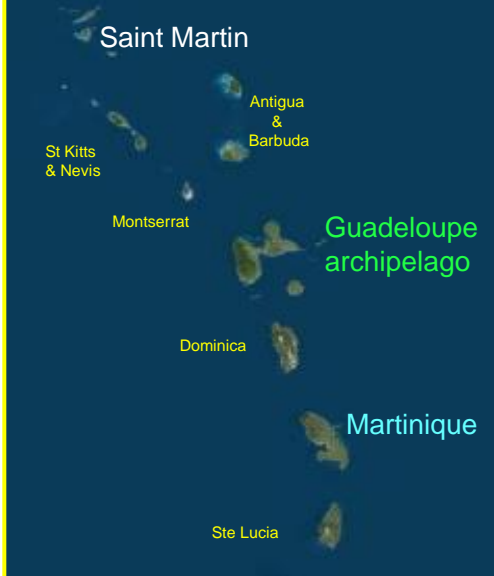 Saint Martin
Antigua
&
Barbuda
St Kitts
& Nevis
Montserrat
Guadeloupe
archipelago
Dominica
Martinique
Ste Lucia